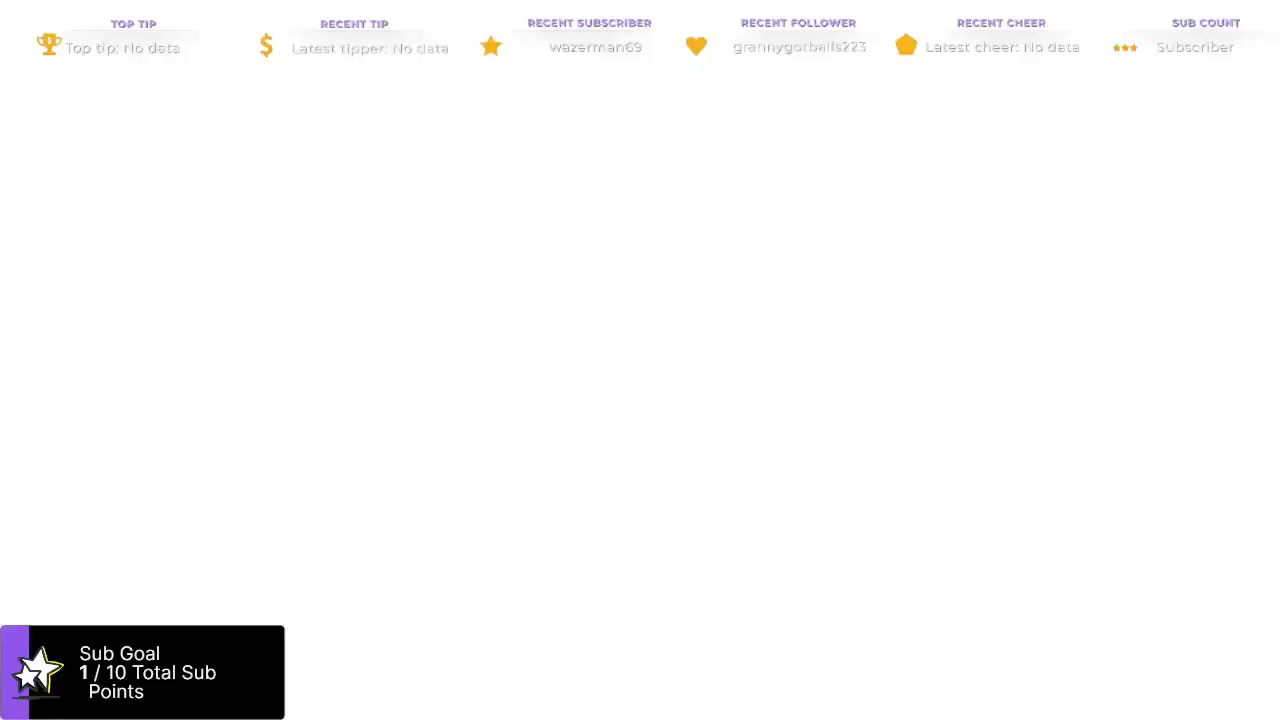 TOP TIP
Top tip: No data
RECENT TIP
Latest tipper: No data
RECENT SUBSCRIBER
wazerman69
RECENT FOLLOWER
grannygotballs223
RECENT CHEER
Latest cheer: No data
SUB COUNT
Subscriber
Sub Goal
1 / 10 Total Sub
Points